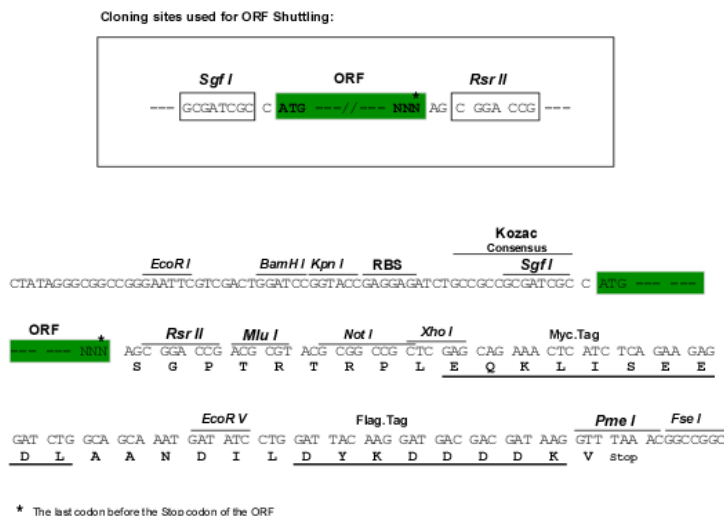 Cloning sites used for ORF Shuttling:
Sgf I ORF Rsr II
--- GCGATCGC C ATG ---//--- NNN* AG C GGA CCG ---
Kozac
Consensus
EcoR I BamH I Kpn I RBS Sgf I
CTATAGGGCGGCCGGGAATTCGTCGACTGGATCCGGTACCGAGGAGATCTGCCGCCGCGATCGC C ATG --- ---
ORF Rsr II Mlu I Not I Xho I Myc.Tag
--- --- NNN* AGC GGA CCG ACG CGT ACG CGG CCG CTC GAG CAG AAA CTC ATC TCA GAA GAG
S G P T R T R P L E Q K L I S E E
EcoR V Flag.Tag Pme I Fse I
GAT CTG GCA GCA AAT GAT ATC CTG GAT TAC AAG GAT GAC GAC GAT AAG GTT TAA ACGGCCGGC
D L A A N D I L D Y K D D D D K V Stop
* The last codon before the Stop codon of the ORF